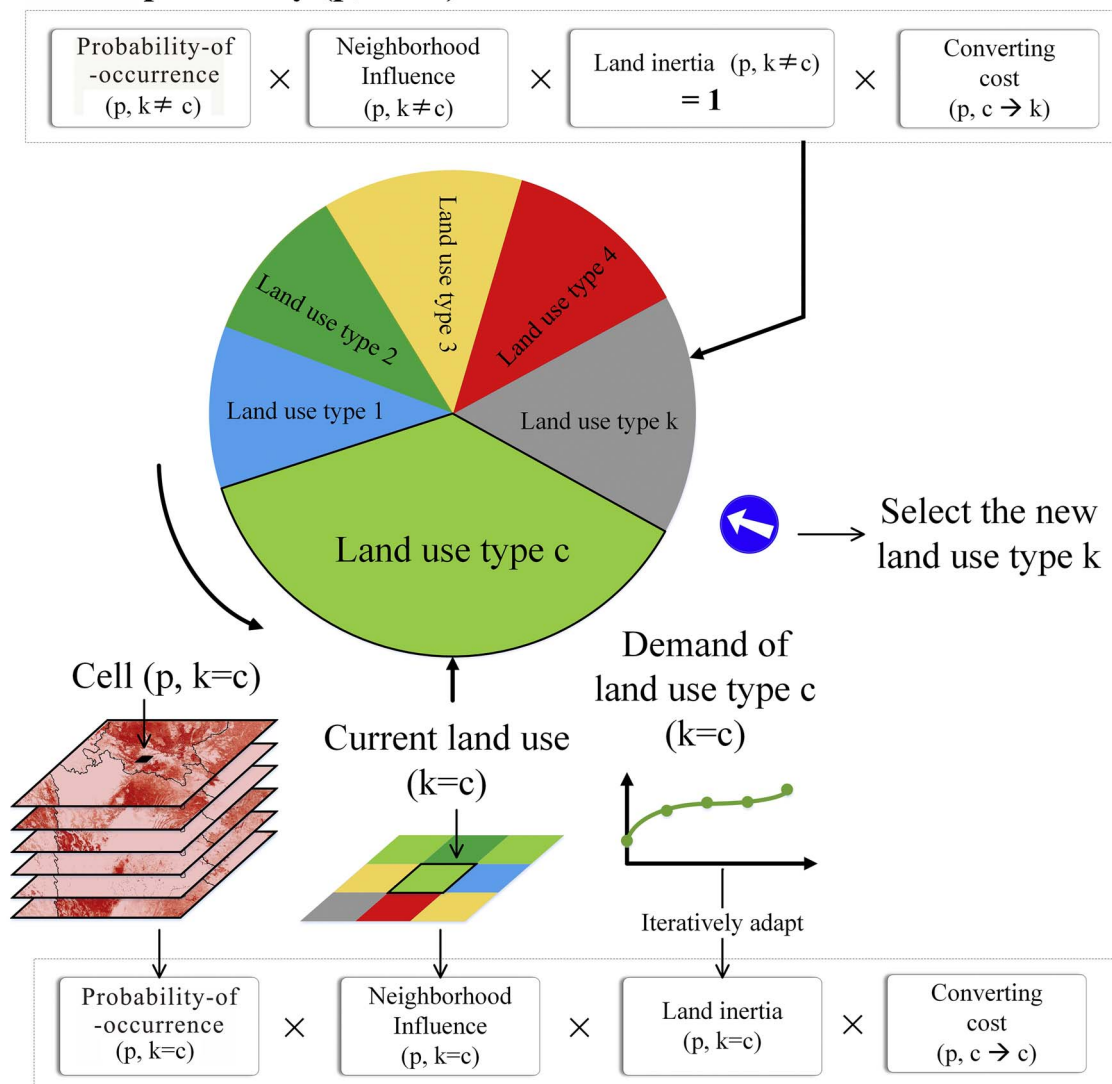 Probability-of
-occurrence
(p, k≠ c)
×
Neighborhood
Influence
(p, k≠c)
×
Land inertia (p, k≠c)
= 1
×
Converting
cost
(p, c → k)
Land use type 1
Land use type 2
Land use type 3
Land use type 4
Land use type k
Land use type c
Select the new
land use type k
Cell (p, k=c)
Current land use
(k=c)
Demand of
land use type c
(k=c)
Iteratively adapt
Probability-of
-occurrence
(p, k=c)
×
Neighborhood
Influence
(p, k=c)
×
Land inertia
(p, k=c)
×
Converting
cost
(p, c → c)